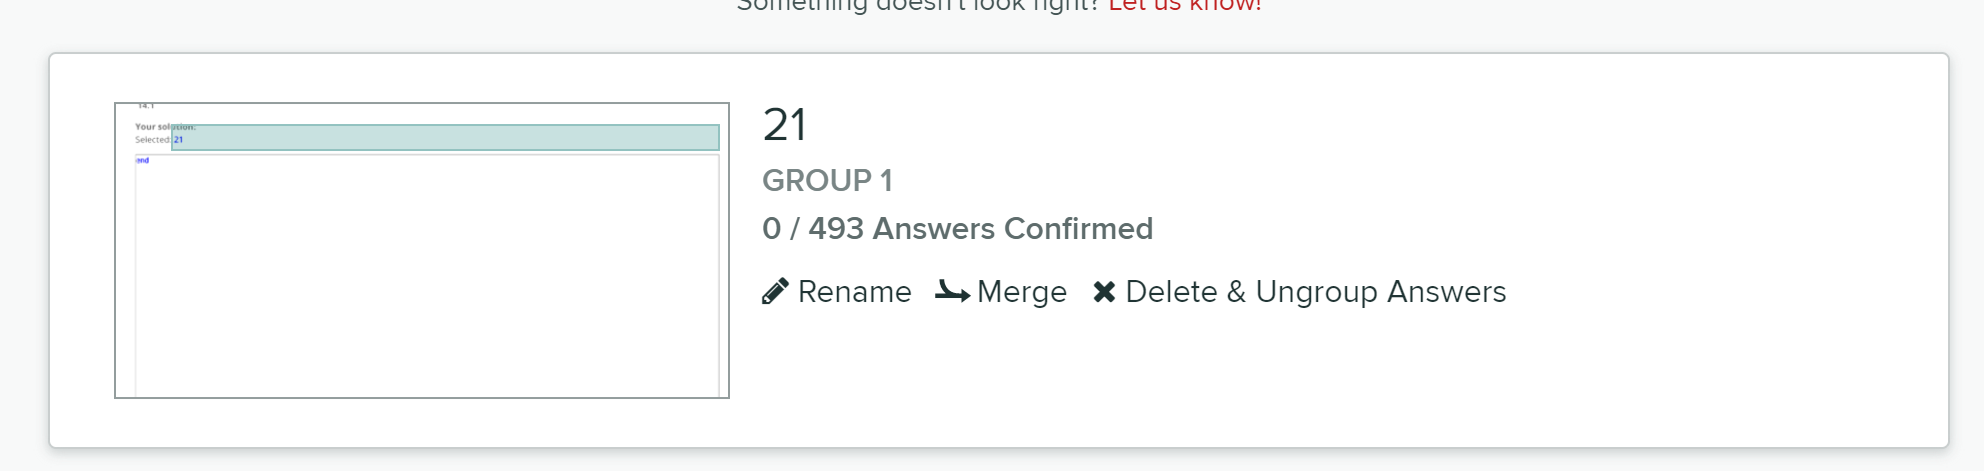 Something doesn't look right? Let us know!
14.1
Your solution:
Selected: 21
end
21
GROUP 1
0 / 493 Answers Confirmed
Rename Merge Delete & Ungroup Answers